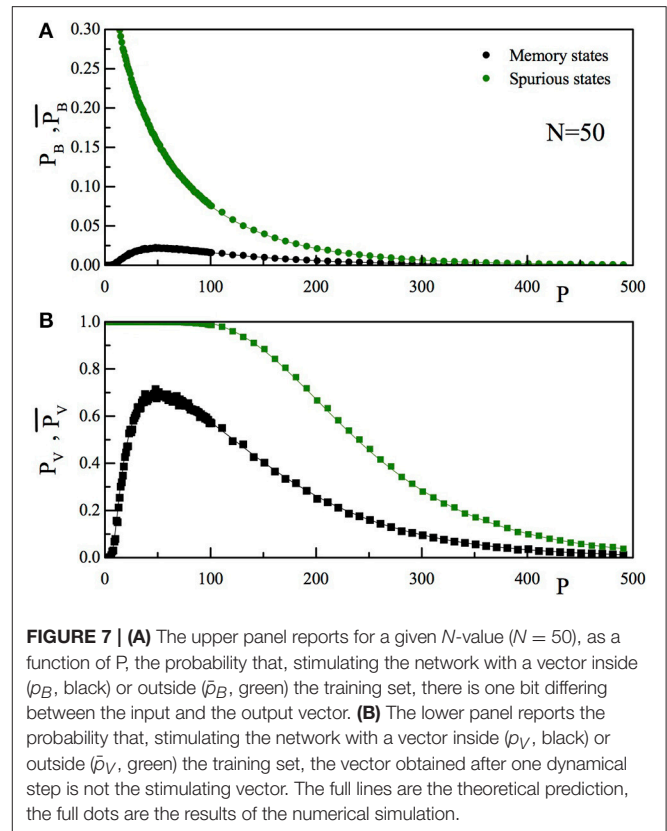 A
0.30
0.25
0.20
0.15
0.10
0.05
0.00
P_B , P̅_B
Memory states
Spurious states
N=50
0 100 200 300 400 500
P
B
1.0
0.8
0.6
0.4
0.2
0.0
P_V , P̅_V
0 100 200 300 400 500
P
FIGURE 7 | (A) The upper panel reports for a given N-value (N = 50), as a
function of P, the probability that, stimulating the network with a vector inside
(p_B, black) or outside (p̄_B, green) the training set, there is one bit differing
between the input and the output vector. (B) The lower panel reports the
probability that, stimulating the network with a vector inside (p_V, black) or
outside (p̄_V, green) the training set, the vector obtained after one dynamical
step is not the stimulating vector. The full lines are the theoretical prediction,
the full dots are the results of the numerical simulation.